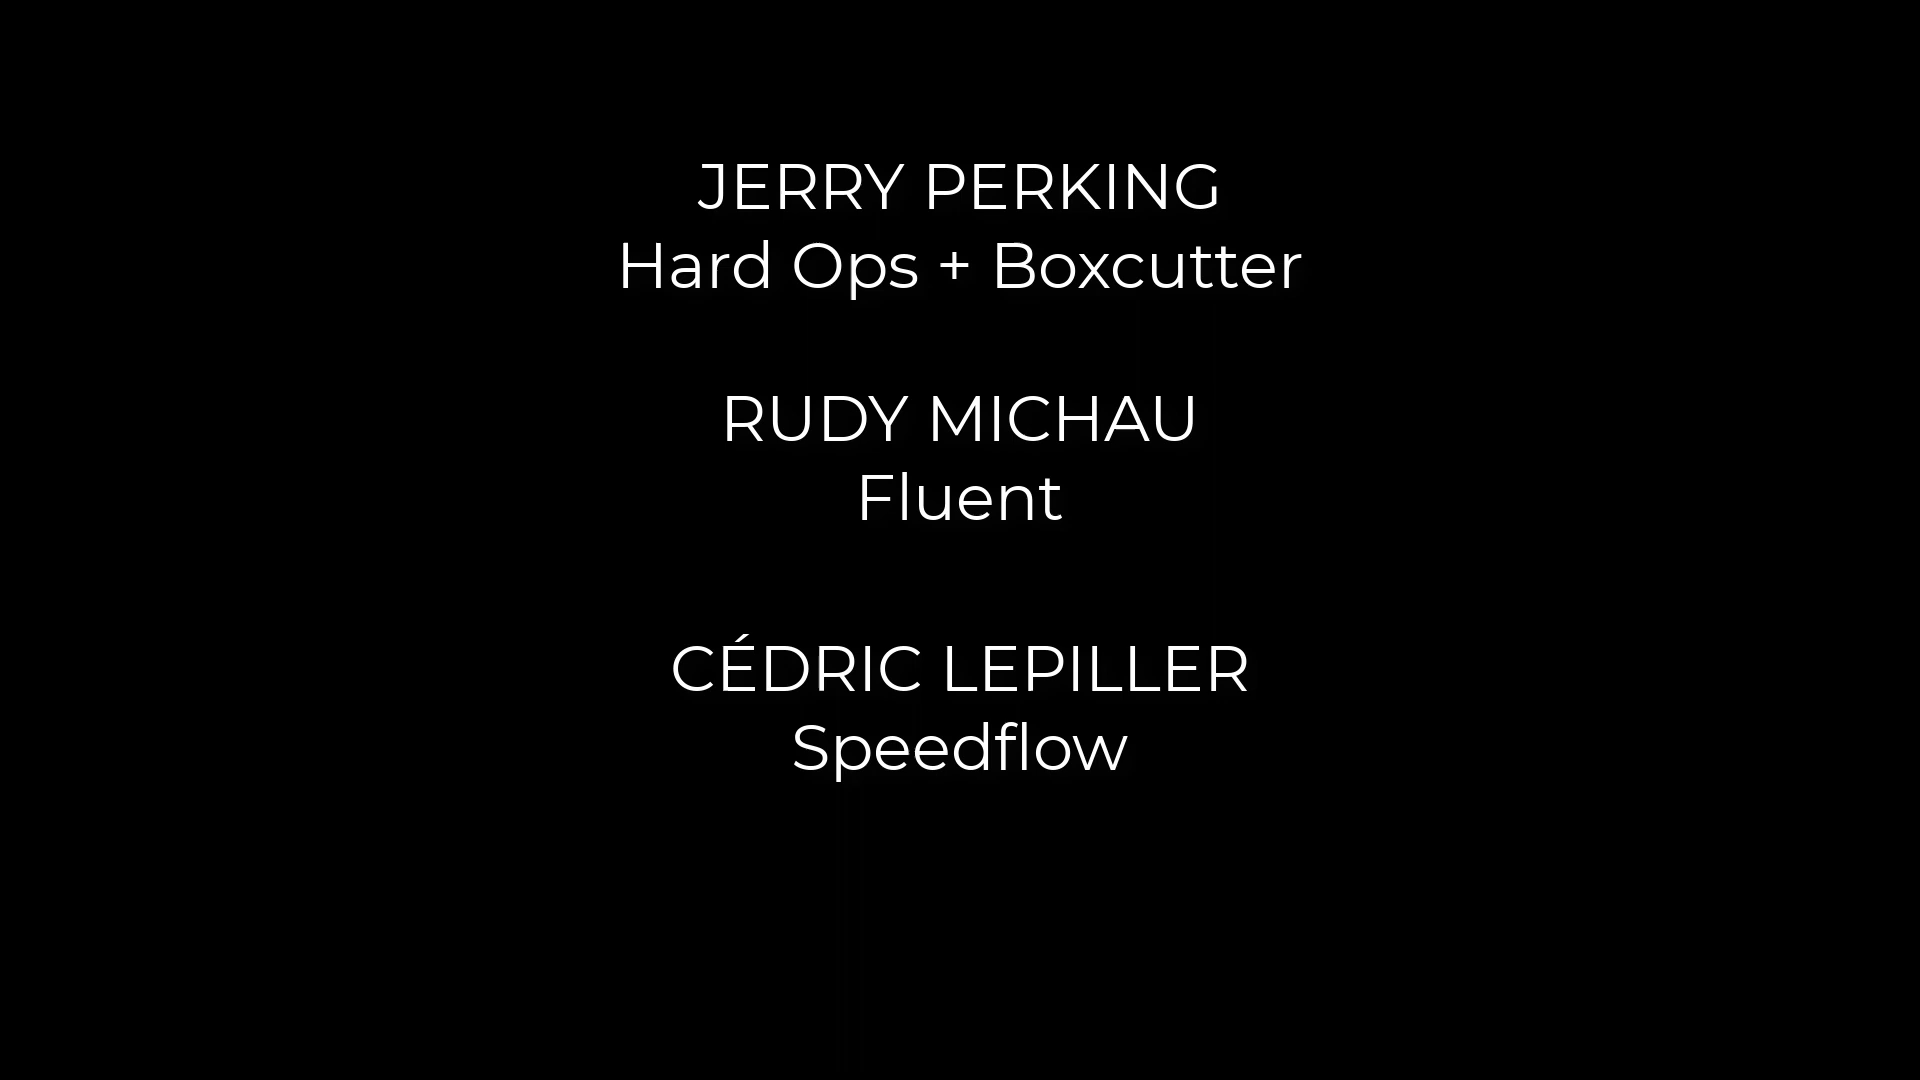 JERRY PERKING
Hard Ops + Boxcutter
RUDY MICHAU
Fluent
CÉDRIC LEPILLER
Speedflow